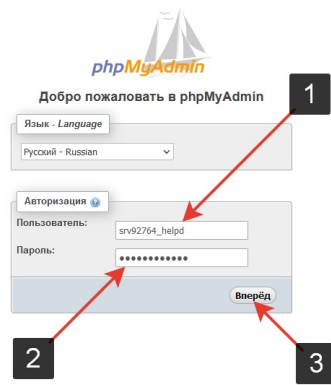 phpMyAdmin
Добро пожаловать в phpMyAdmin
1
Язык - Language
Русский - Russian
Авторизация
Пользователь:
srv92764_helpd
Пароль:
●●●●●●●●●●●●
Вперёд
2
3